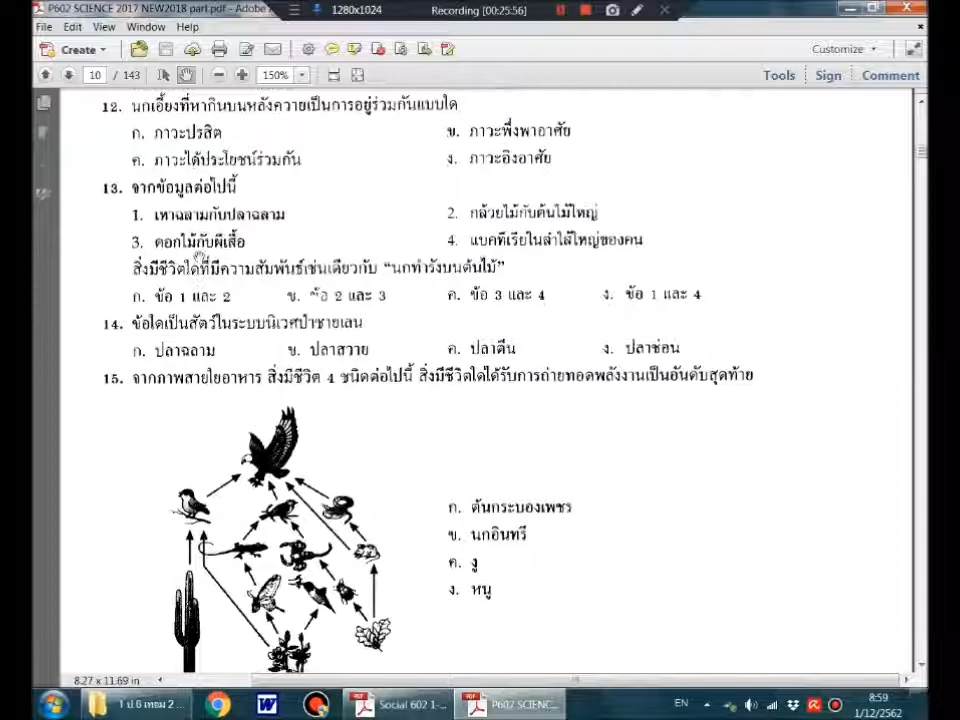 P602 SCIENCE 2017 NEW2018 part.pdf - Adobe
1280x1024
Recording [00:25:56]
File Edit View Window Help
Create
Customize
10 / 143
150%
Tools Sign Comment
12. นกเอี้ยงที่หากินบนหลังควายเป็นการอยู่ร่วมกันแบบใด
ก. ภาวะปรสิต ข. ภาวะพึ่งพาอาศัย
ค. ภาวะได้ประโยชน์ร่วมกัน ง. ภาวะอิงอาศัย
13. จากข้อมูลต่อไปนี้
1. เหาฉลามกับปลาฉลาม 2. กล้วยไม้กับต้นไม้ใหญ่
3. ดอกไม้กับผีเสื้อ 4. แบคทีเรียในลำไส้ใหญ่ของคน
สิ่งมีชีวิตใดที่มีความสัมพันธ์เช่นเดียวกับ “นกทำรังบนต้นไม้”
ก. ข้อ 1 และ 2 ข. ข้อ 2 และ 3 ค. ข้อ 3 และ 4 ง. ข้อ 1 และ 4
14. ข้อใดเป็นสัตว์ในระบบนิเวศป่าชายเลน
ก. ปลาฉลาม ข. ปลาสวาย ค. ปลาตีน ง. ปลาช่อน
15. จากภาพสายใยอาหาร สิ่งมีชีวิต 4 ชนิดต่อไปนี้ สิ่งมีชีวิตใดได้รับการถ่ายทอดพลังงานเป็นอันดับสุดท้าย
ก. ต้นกระบองเพชร
ข. นกอินทรี
ค. งู
ง. หนู
8.27 x 11.69 in
1 ป.6 เทอม 2 ...
Social 602 1-...
P602 SCIENC...
EN
8:59
1/12/2562